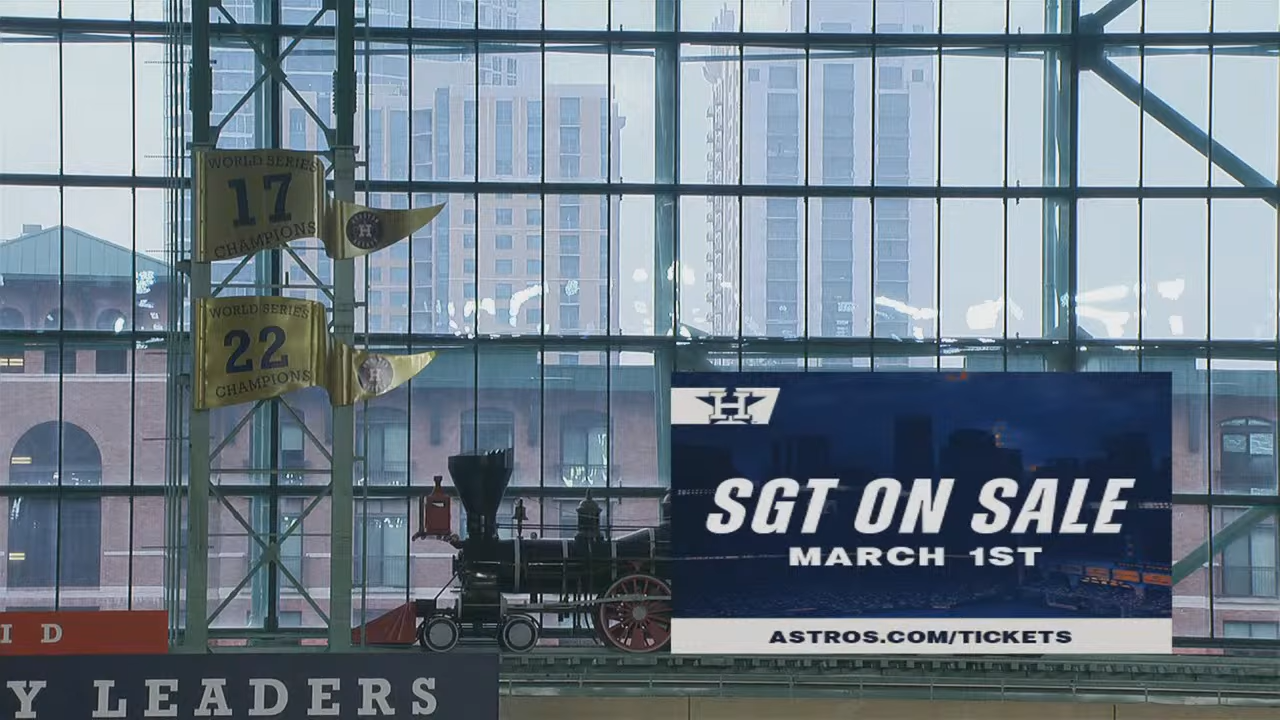 WORLD SERIES
17
CHAMPIONS
H
WORLD SERIES
22
CHAMPIONS
H
SGT ON SALE
MARCH 1ST
ASTROS.COM/TICKETS
I D
Y LEADERS